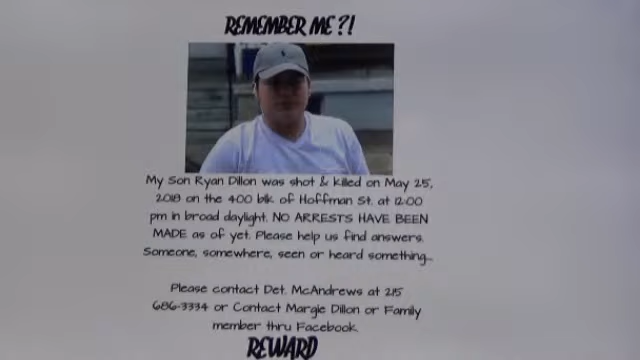 REMEMBER ME?!
My Son Ryan Dillon was shot & killed on May 25,
2018 on the 400 blk of Hoffman St. at 12:00
pm in broad daylight. NO ARRESTS HAVE BEEN
MADE as of yet. Please help us find answers.
Someone, somewhere, seen or heard something...
Please contact Det. McAndrews at 215
686-3334 or Contact Margie Dillon or Family
member thru Facebook.
REWARD